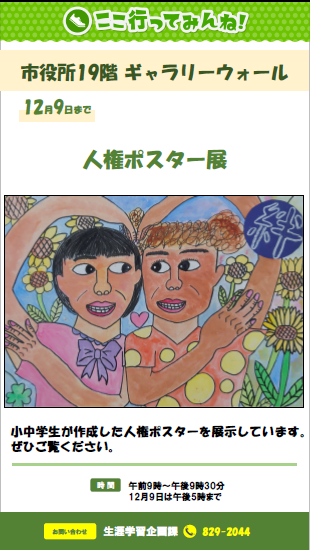 ここ行ってみんね!
市役所19階 ギャラリーウォール
12月9日まで
人権ポスター展
絆
小中学生が作成した人権ポスターを展示しています。
ぜひご覧ください。
時間 午前9時～午後9時30分
12月9日は午後5時まで
お問い合わせ 生涯学習企画課 829-2044